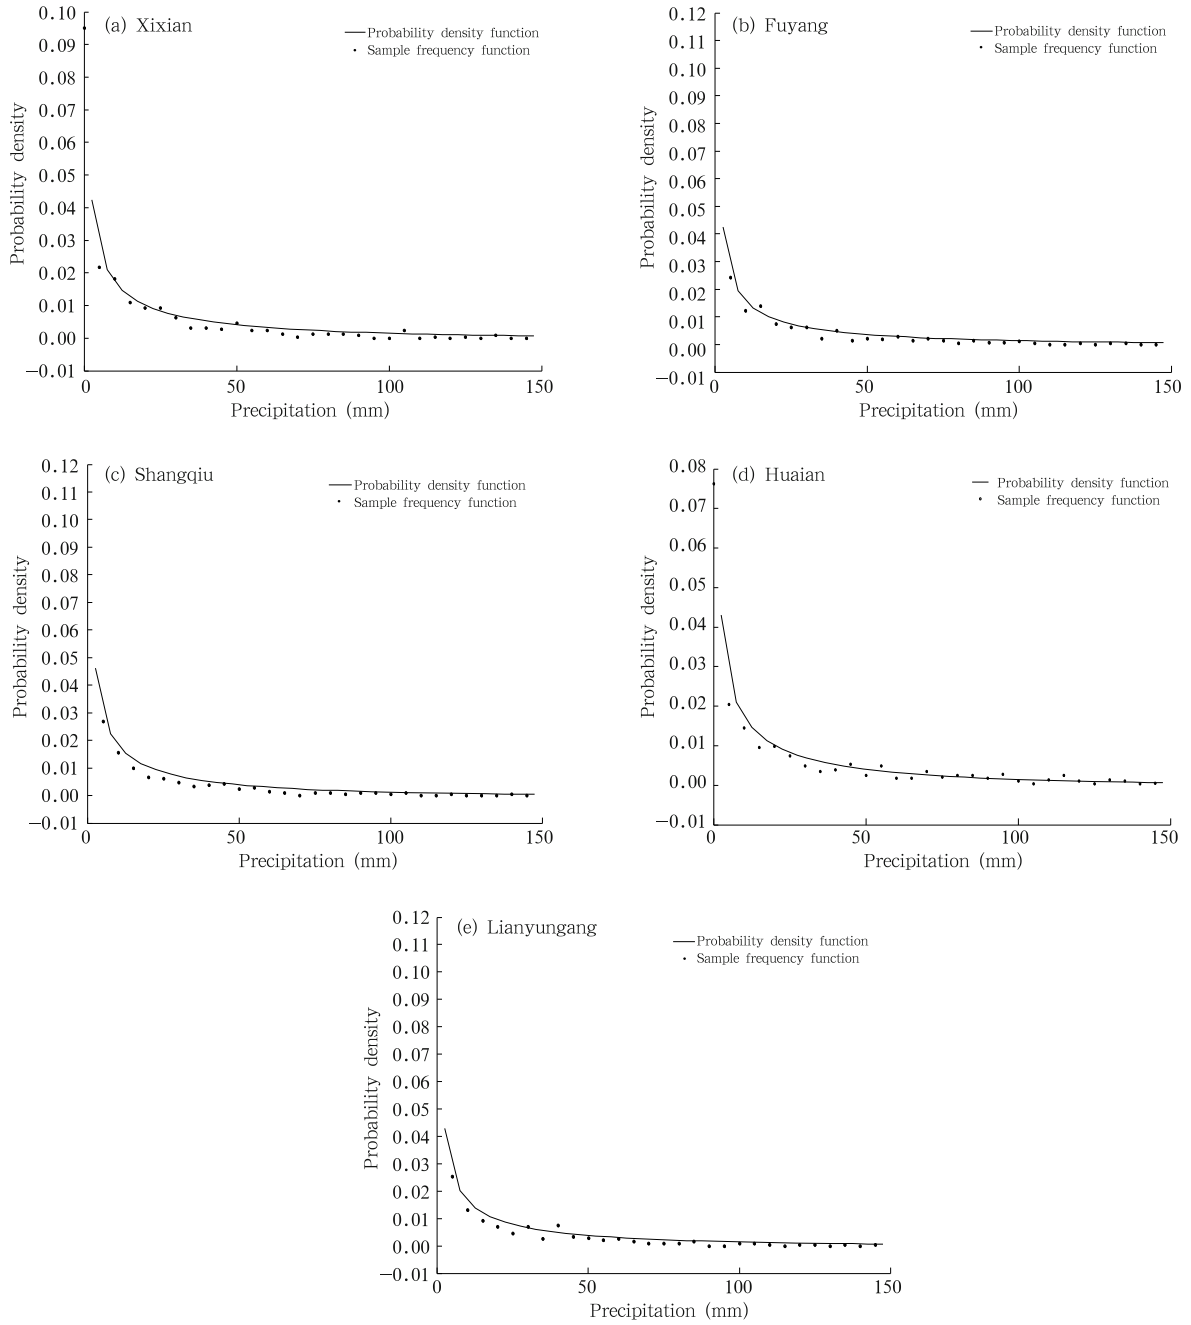 (a) Xixian
Probability density function
Sample frequency function
0.10
0.09
0.08
0.07
0.06
0.05
0.04
0.03
0.02
0.01
0.00
−0.01
Probability density
0 50 100 150
Precipitation (mm)
(b) Fuyang
Probability density function
Sample frequency function
0.12
0.11
0.10
0.09
0.08
0.07
0.06
0.05
0.04
0.03
0.02
0.01
0.00
−0.01
Probability density
0 50 100 150
Precipitation (mm)
(c) Shangqiu
Probability density function
Sample frequency function
0.12
0.11
0.10
0.09
0.08
0.07
0.06
0.05
0.04
0.03
0.02
0.01
0.00
−0.01
Probability density
0 50 100 150
Precipitation (mm)
(d) Huaian
Probability density function
Sample frequency function
0.08
0.07
0.06
0.05
0.04
0.03
0.02
0.01
0.00
−0.01
Probability density
0 50 100 150
Precipitation (mm)
(e) Lianyungang
Probability density function
Sample frequency function
0.12
0.11
0.10
0.09
0.08
0.07
0.06
0.05
0.04
0.03
0.02
0.01
0.00
−0.01
Probability density
0 50 100 150
Precipitation (mm)